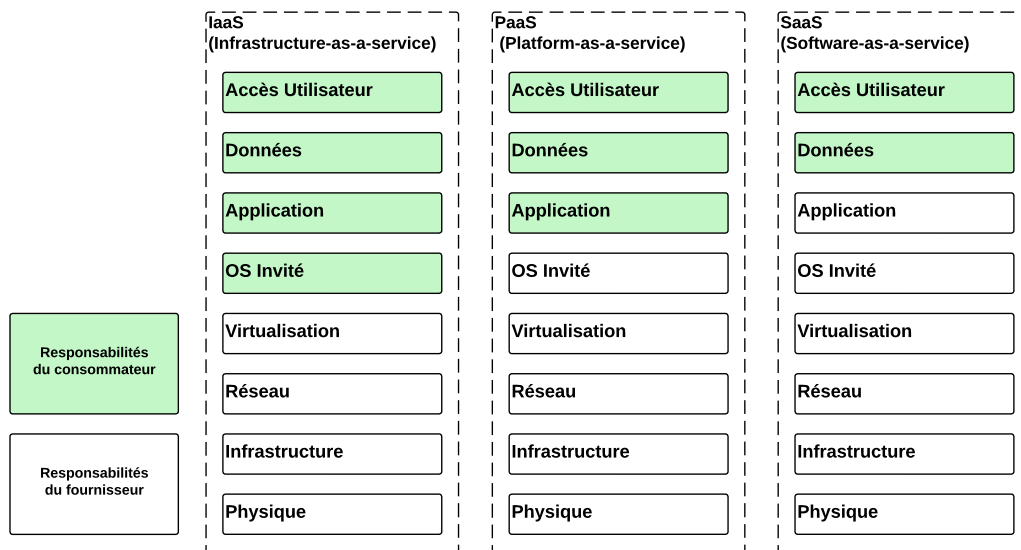 IaaS
(Infrastructure-as-a-service)
Accès Utilisateur
Données
Application
OS Invité
Virtualisation
Réseau
Infrastructure
Physique
PaaS
(Platform-as-a-service)
Accès Utilisateur
Données
Application
OS Invité
Virtualisation
Réseau
Infrastructure
Physique
SaaS
(Software-as-a-service)
Accès Utilisateur
Données
Application
OS Invité
Virtualisation
Réseau
Infrastructure
Physique
Responsabilités
du consommateur
Responsabilités
du fournisseur